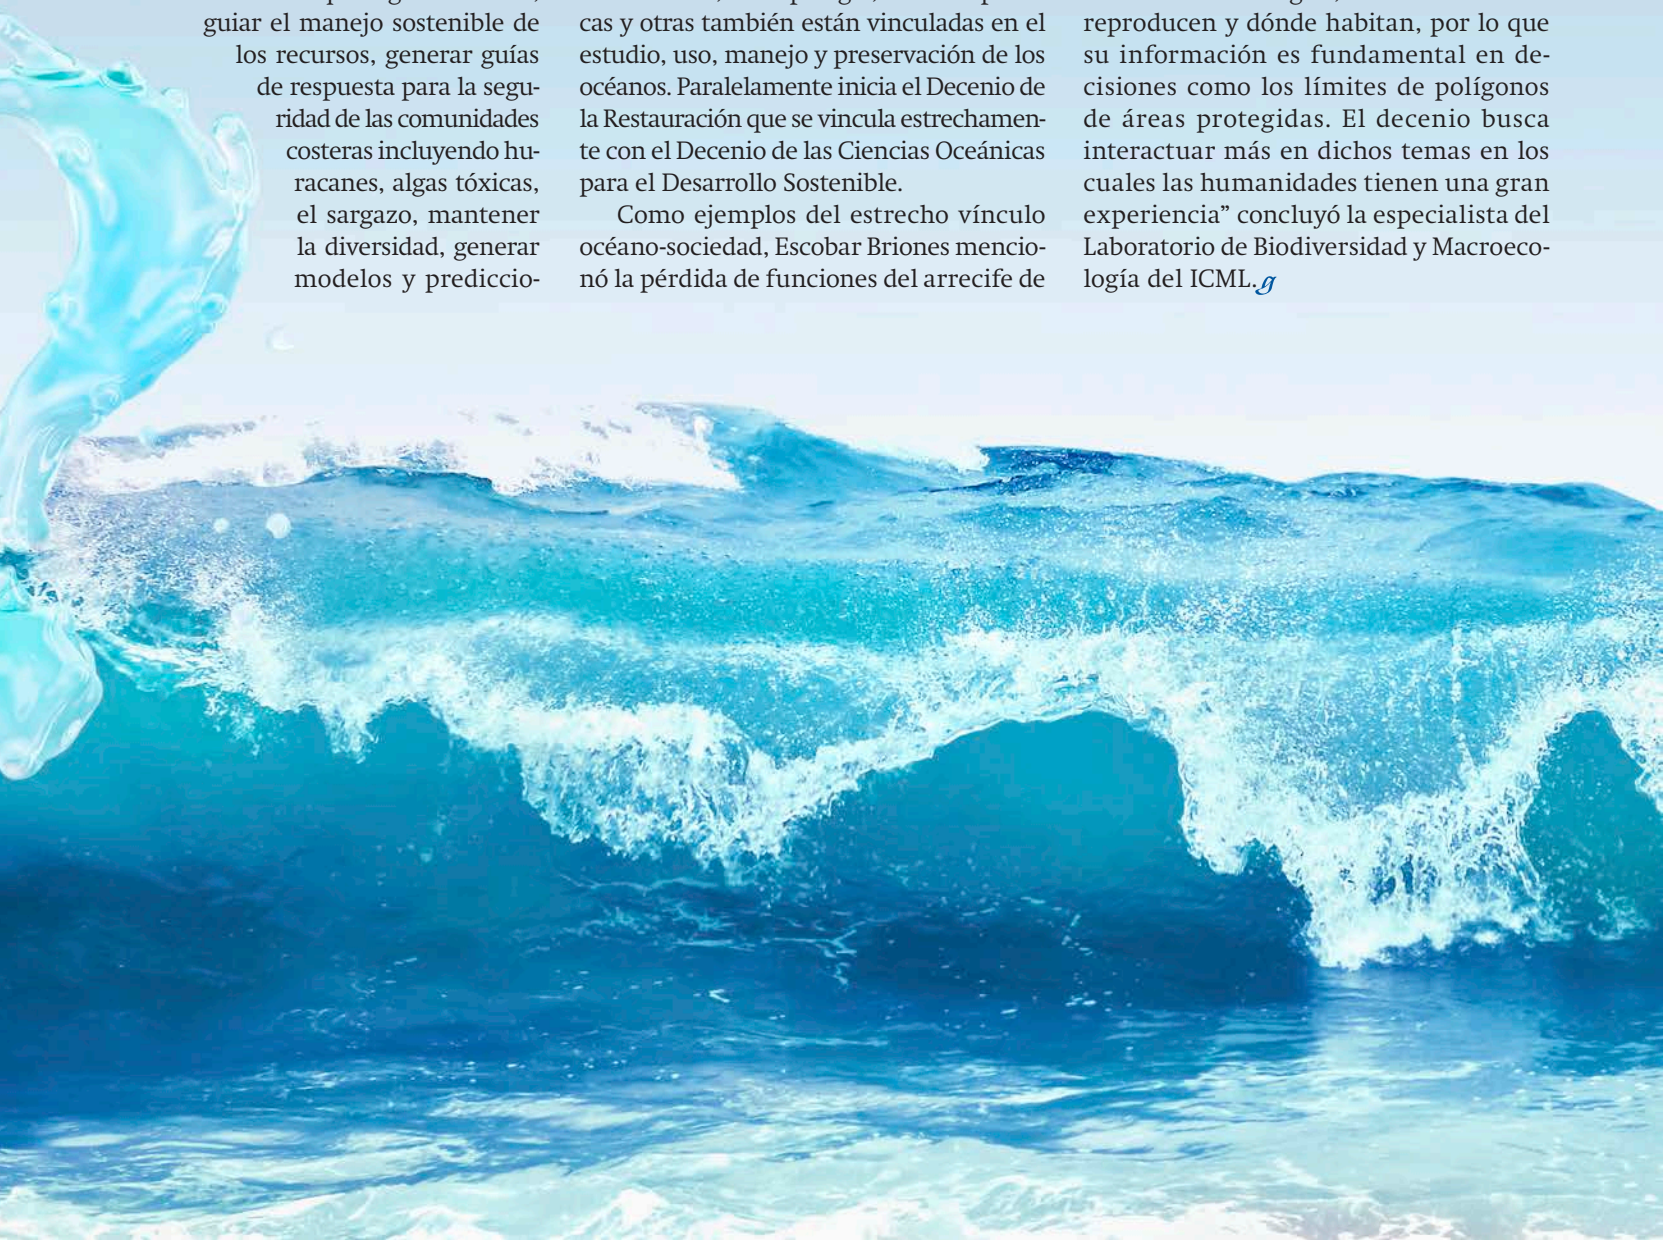 guiar el manejo sostenible de
los recursos, generar guías
de respuesta para la segu-
ridad de las comunidades
costeras incluyendo hu-
racanes, algas tóxicas,
el sargazo, mantener
la diversidad, generar
modelos y prediccio-
cas y otras también están vinculadas en el
estudio, uso, manejo y preservación de los
océanos. Paralelamente inicia el Decenio de
la Restauración que se vincula estrechamen-
te con el Decenio de las Ciencias Oceánicas
para el Desarrollo Sostenible.
Como ejemplos del estrecho vínculo
océano-sociedad, Escobar Briones mencio-
nó la pérdida de funciones del arrecife de
reproducen y dónde habitan, por lo que
su información es fundamental en de-
cisiones como los límites de polígonos
de áreas protegidas. El decenio busca
interactuar más en dichos temas en los
cuales las humanidades tienen una gran
experiencia” concluyó la especialista del
Laboratorio de Biodiversidad y Macroeco-
logía del ICML. g